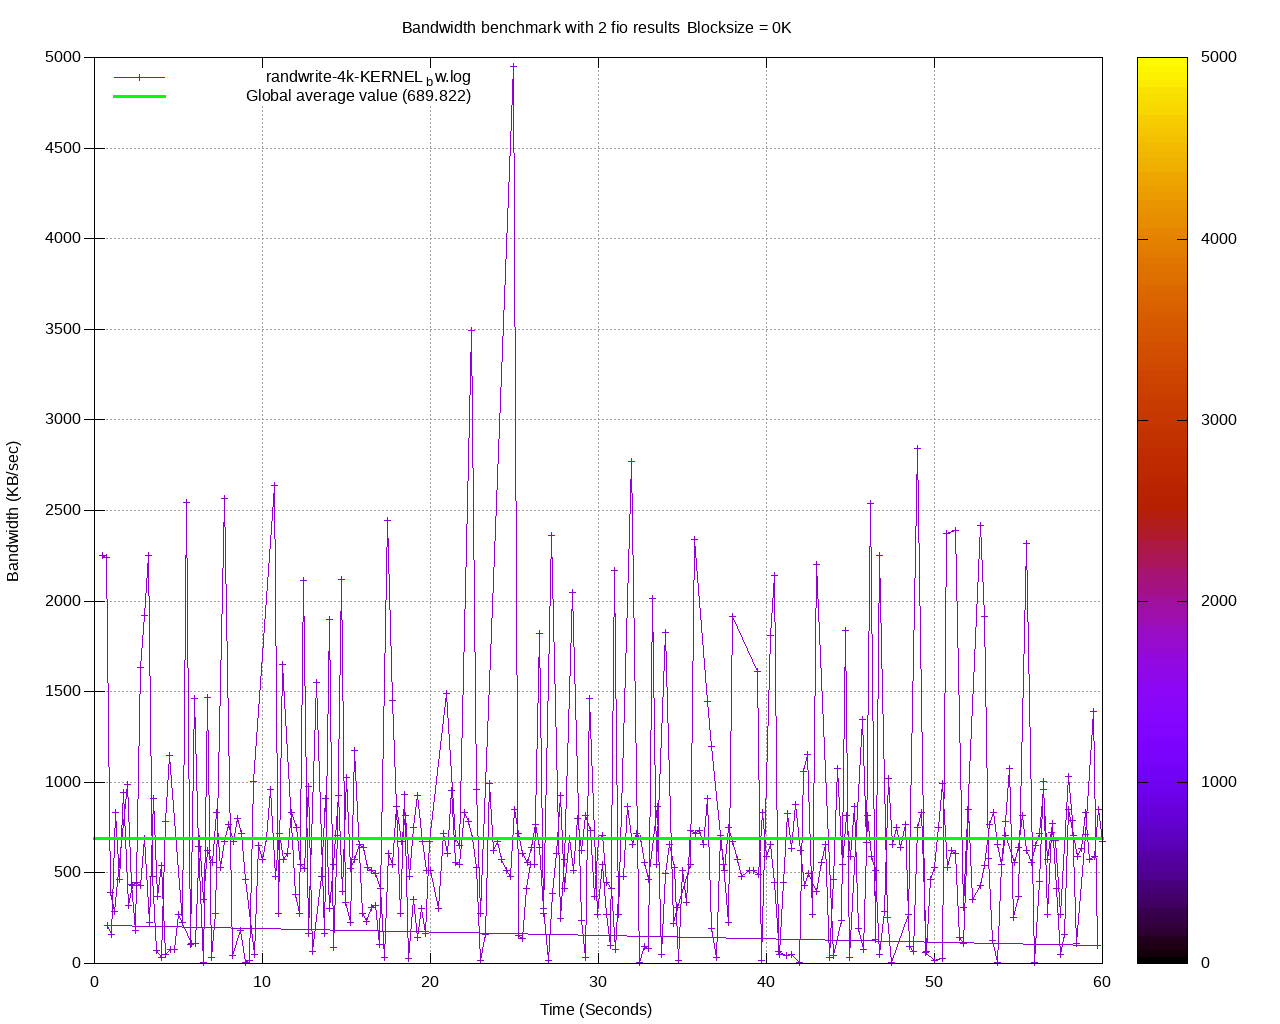 Bandwidth benchmark with 2 fio results Blocksize = 0K
randwrite-4k-KERNEL_bw.log
Global average value (689.822)
Bandwidth (KB/sec)
5000
4500
4000
3500
3000
2500
2000
1500
1000
500
0
0 10 20 30 40 50 60
Time (Seconds)
5000
4000
3000
2000
1000
0